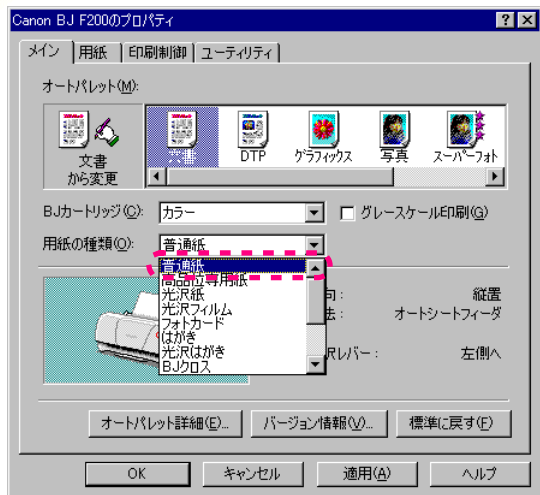 Canon BJ F200のプロパティ
メイン 用紙 印刷制御 ユーティリティ
オートパレット(M):
文書
から変更
文書 DTP グラフィックス 写真 スーパーフォト
BJカートリッジ(C): カラー グレースケール印刷(G)
用紙の種類(O): 普通紙
普通紙
高品位専用紙
光沢紙
光沢フィルム
フォトカード
はがき
光沢はがき
BJクロス
向: 縦置
法: オートシートフィーダ
択レバー: 左側へ
オートパレット詳細(E)... バージョン情報(V)... 標準に戻す(F)
OK キャンセル 適用(A) ヘルプ